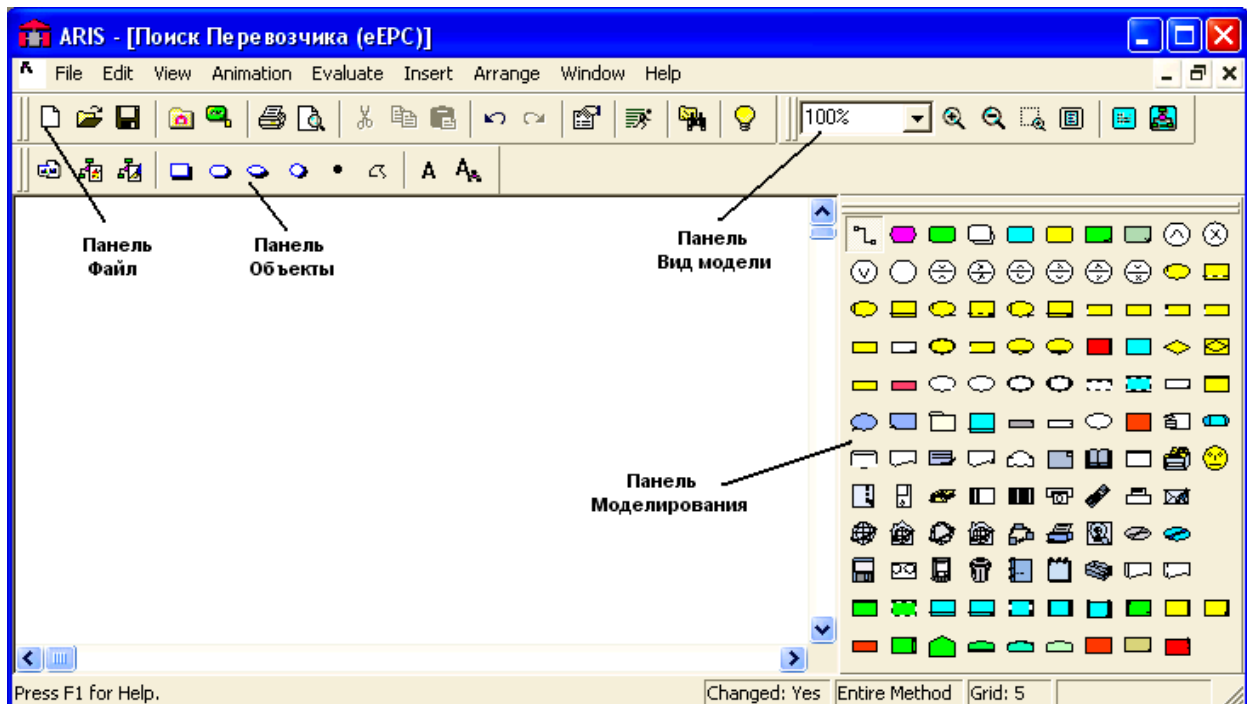 ARIS - [Поиск Перевозчика (eEPC)]
File Edit View Animation Evaluate Insert Arrange Window Help
100%
A A
Панель
Файл
Панель
Объекты
Панель
Вид модели
Панель
Моделирования
Press F1 for Help. Changed: Yes Entire Method Grid: 5